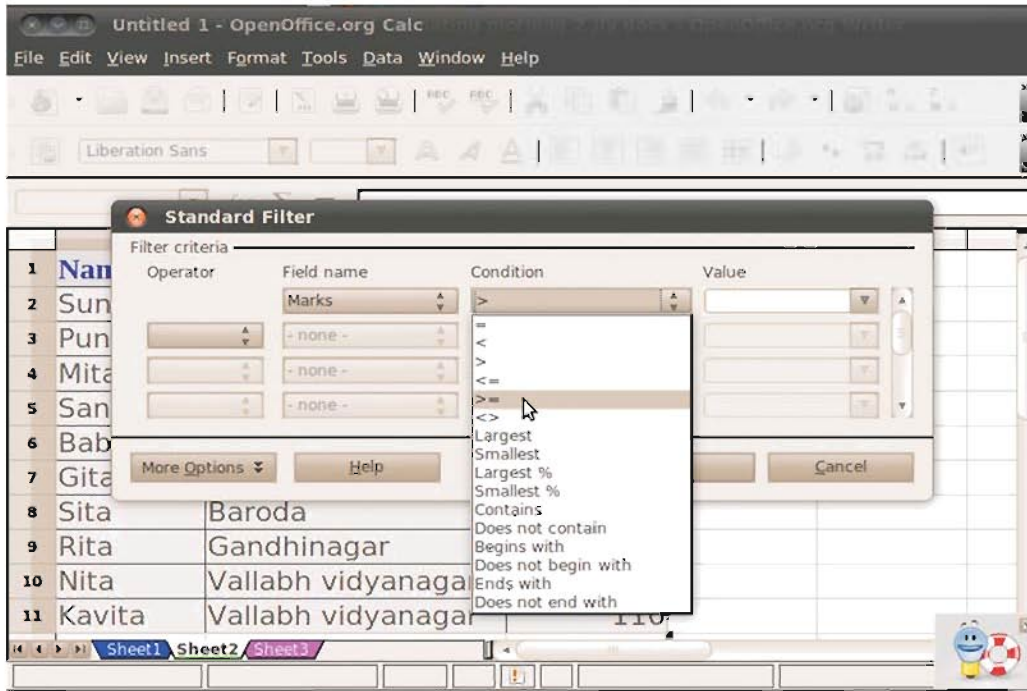 Untitled 1 - OpenOffice.org Calc
File Edit View Insert Format Tools Data Window Help
Liberation Sans
Standard Filter
Filter criteria
Operator Field name Condition Value
Marks >
- none -
- none -
- none -
=
<
>
<=
>=
<>
Largest
Smallest
Largest %
Smallest %
Contains
Does not contain
Begins with
Does not begin with
Ends with
Does not end with
More Options Help Cancel
1 Nam
2 Sun
3 Pun
4 Mita
5 San
6 Bab
7 Gita
8 Sita Baroda
9 Rita Gandhinagar
10 Nita Vallabh vidyanagar
11 Kavita Vallabh vidyanagar 110
Sheet1 Sheet2 Sheet3